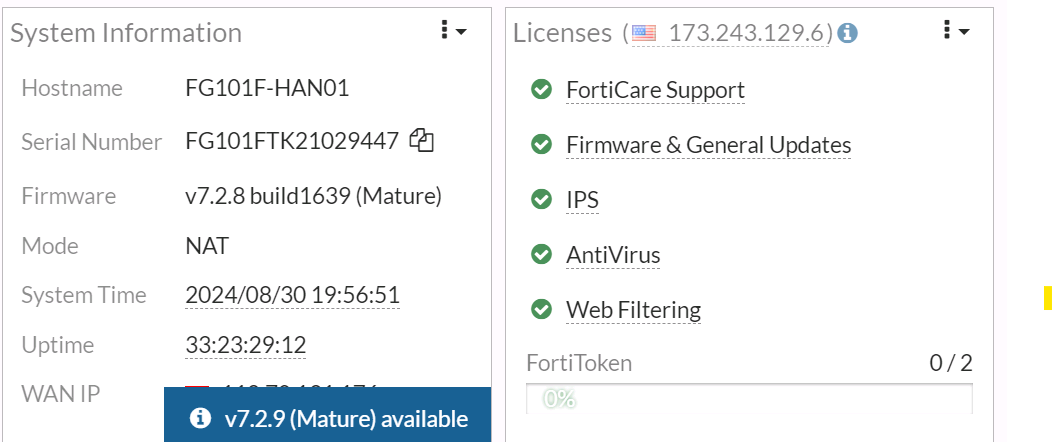 System Information
Hostname FG101F-HAN01
Serial Number FG101FTK21029447
Firmware v7.2.8 build1639 (Mature)
Mode NAT
System Time 2024/08/30 19:56:51
Uptime 33:23:29:12
WAN IP
v7.2.9 (Mature) available
Licenses ( 173.243.129.6)
FortiCare Support
Firmware & General Updates
IPS
AntiVirus
Web Filtering
FortiToken 0 / 2
0%